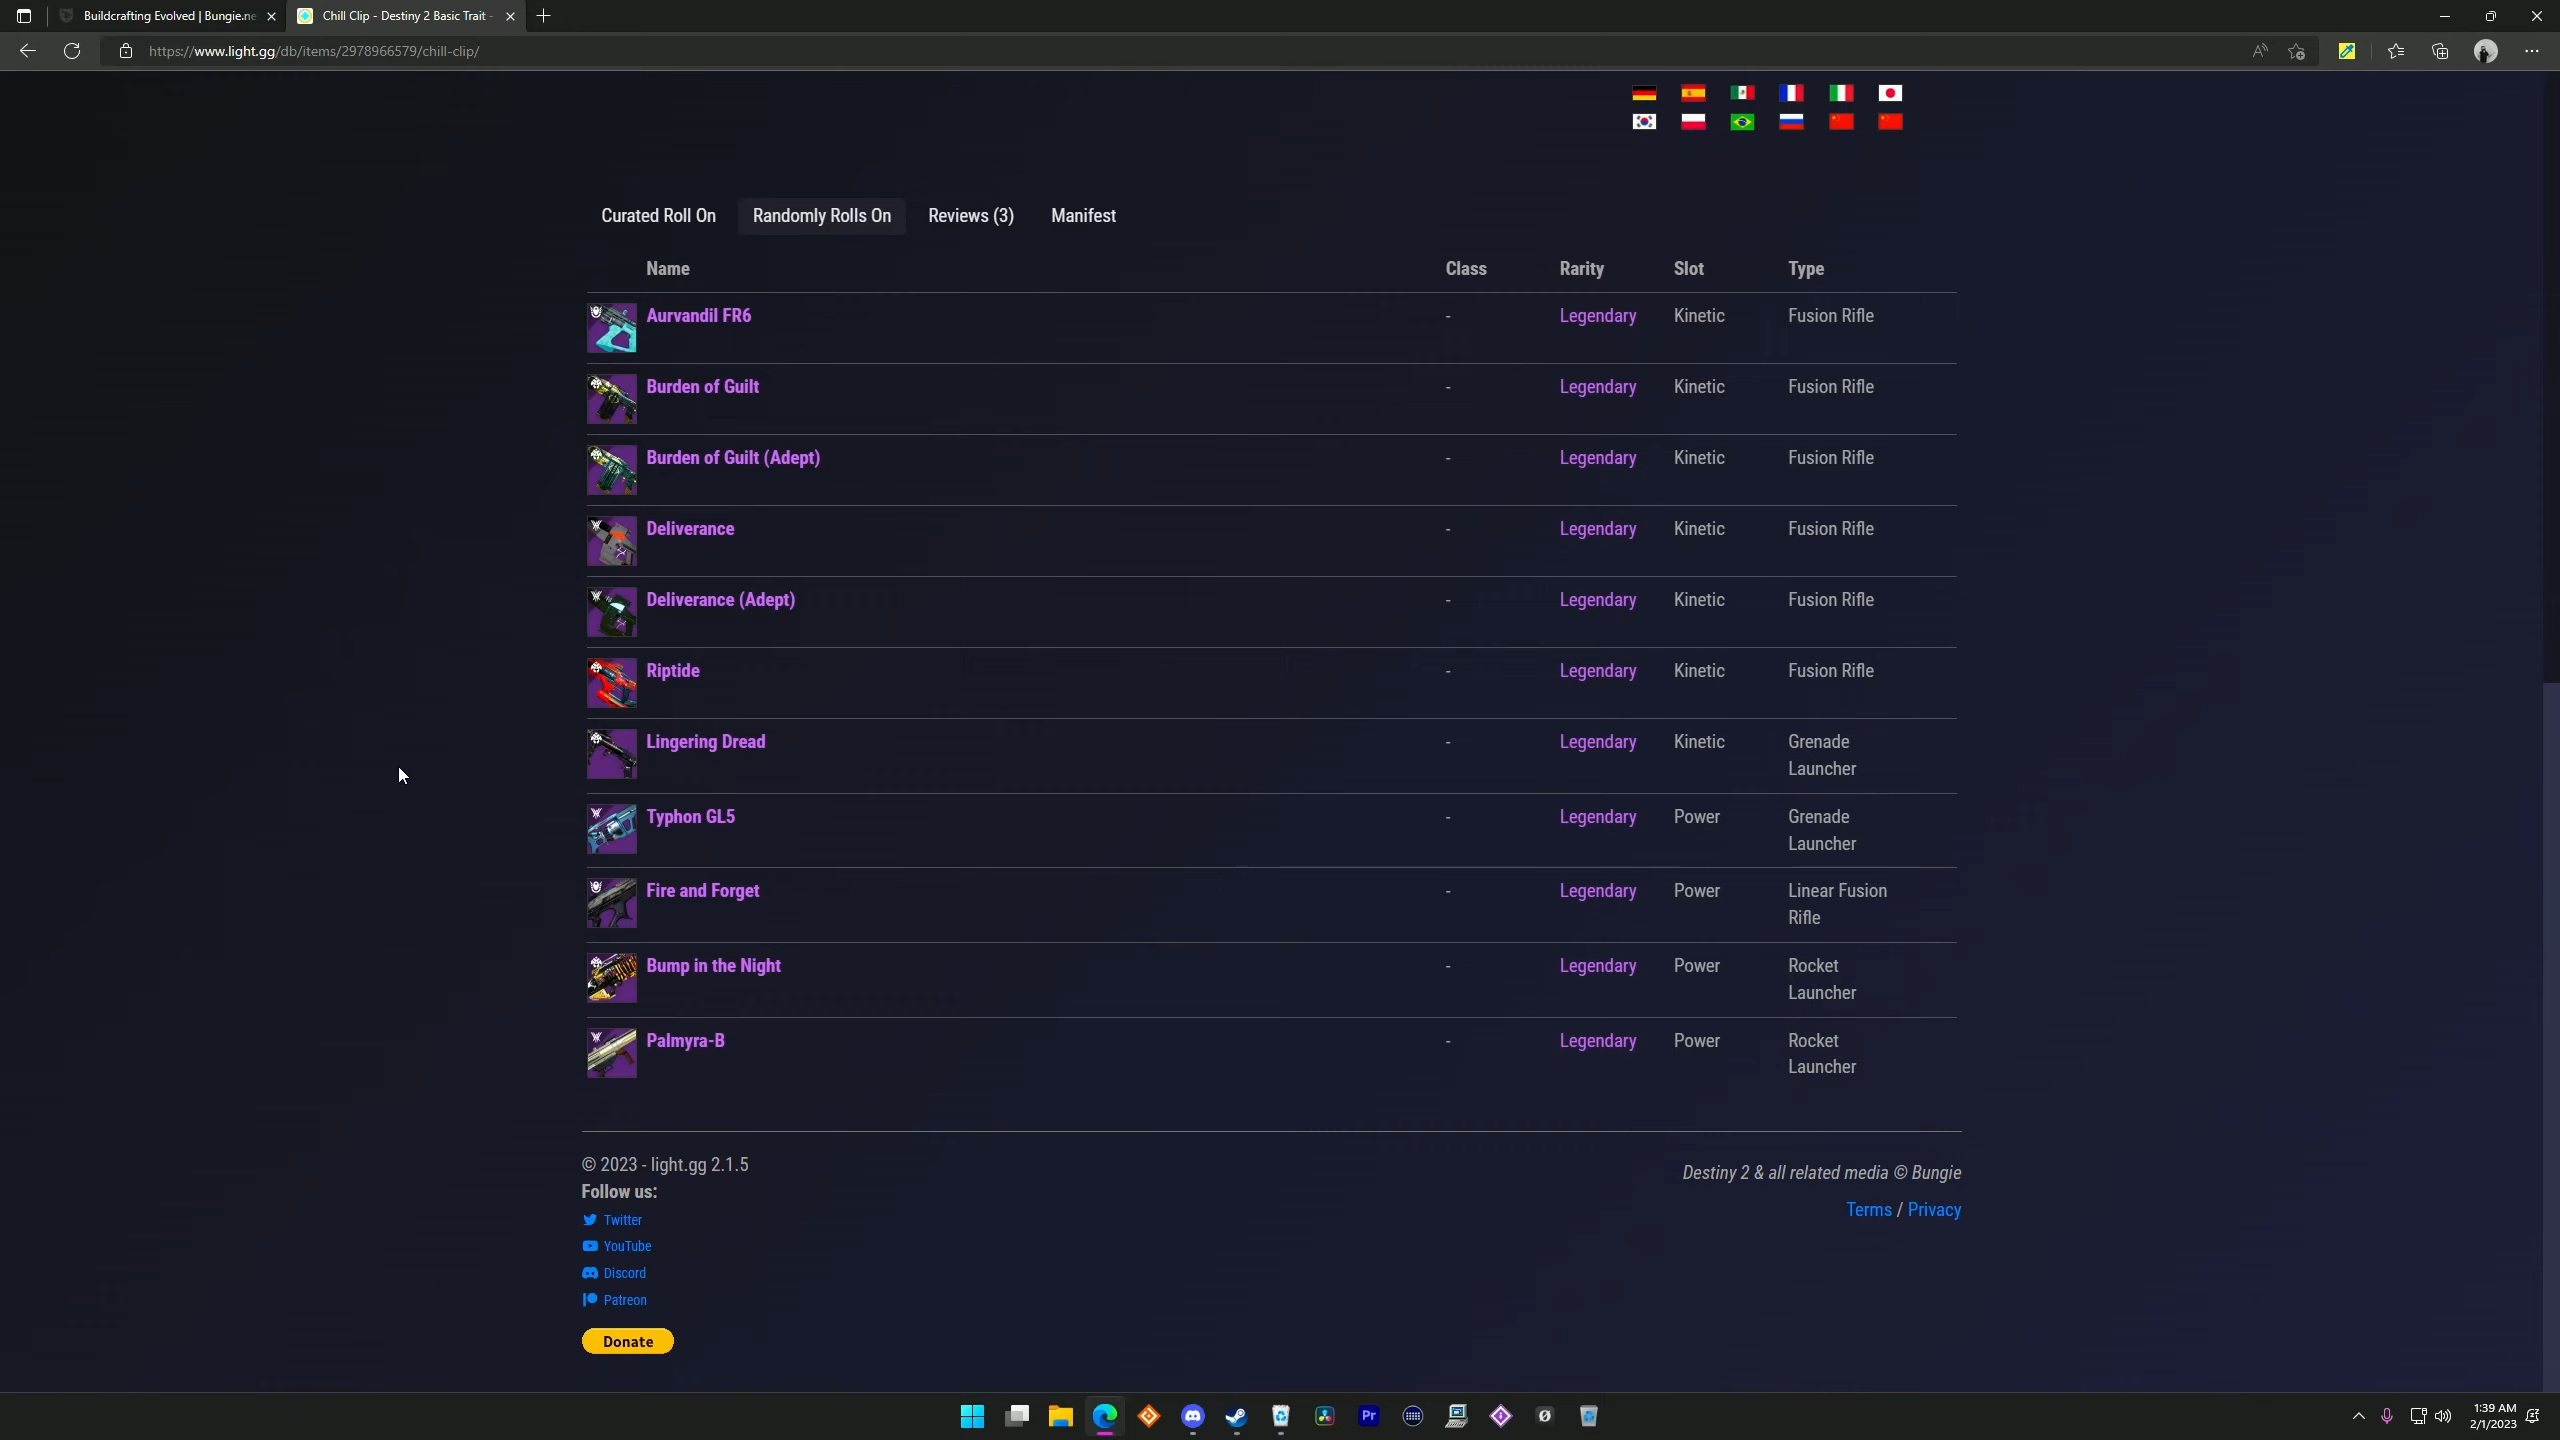 Buildcrafting Evolved | Bungie.ne
Chill Clip - Destiny 2 Basic Trait -
https://www.light.gg/db/items/2978966579/chill-clip/
Curated Roll On Randomly Rolls On Reviews (3) Manifest
Name Class Rarity Slot Type
Aurvandil FR6 - Legendary Kinetic Fusion Rifle
Burden of Guilt - Legendary Kinetic Fusion Rifle
Burden of Guilt (Adept) - Legendary Kinetic Fusion Rifle
Deliverance - Legendary Kinetic Fusion Rifle
Deliverance (Adept) - Legendary Kinetic Fusion Rifle
Riptide - Legendary Kinetic Fusion Rifle
Lingering Dread - Legendary Kinetic Grenade
Launcher
Typhon GL5 - Legendary Power Grenade
Launcher
Fire and Forget - Legendary Power Linear Fusion
Rifle
Bump in the Night - Legendary Power Rocket
Launcher
Palmyra-B - Legendary Power Rocket
Launcher
© 2023 - light.gg 2.1.5
Destiny 2 & all related media © Bungie
Follow us:
Terms / Privacy
Twitter
YouTube
Discord
Patreon
Donate
Pr
1:39 AM
2/1/2023